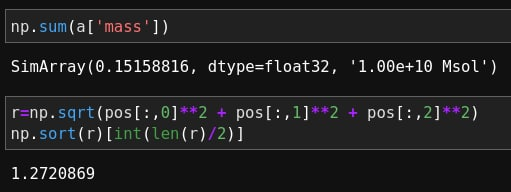 np.sum(a['mass'])
SimArray(0.15158816, dtype=float32, '1.00e+10 Msol')
r=np.sqrt(pos[:,0]**2 + pos[:,1]**2 + pos[:,2]**2)
np.sort(r)[int(len(r)/2)]
1.2720869